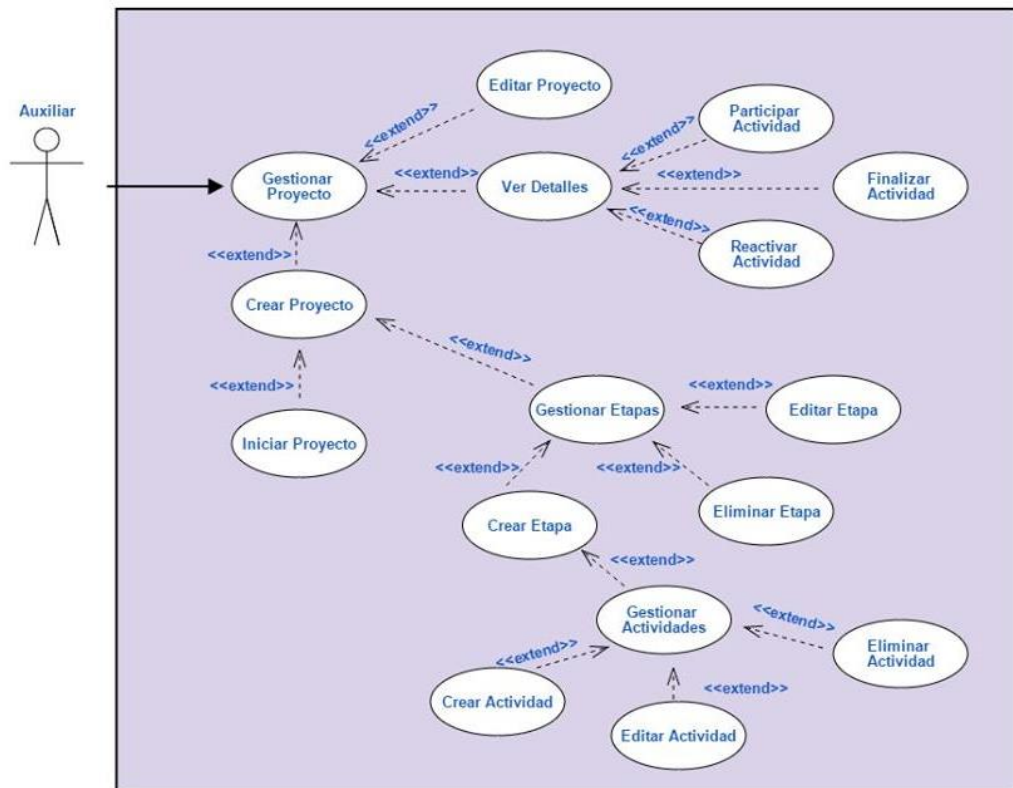 Auxiliar
Editar Proyecto
<<extend>>
Participar
Actividad
<<extend>>
Gestionar
Proyecto
<<extend>>
Ver Detalles
<<extend>>
Finalizar
Actividad
<<extend>>
Reactivar
Actividad
<<extend>>
Crear Proyecto
<<extend>>
<<extend>>
Gestionar Etapas
<<extend>>
Editar Etapa
Iniciar Proyecto
<<extend>>
<<extend>>
Crear Etapa
Eliminar Etapa
<<extend>>
Gestionar
Actividades
<<extend>>
Eliminar
Actividad
<<extend>>
Crear Actividad
<<extend>>
Editar Actividad